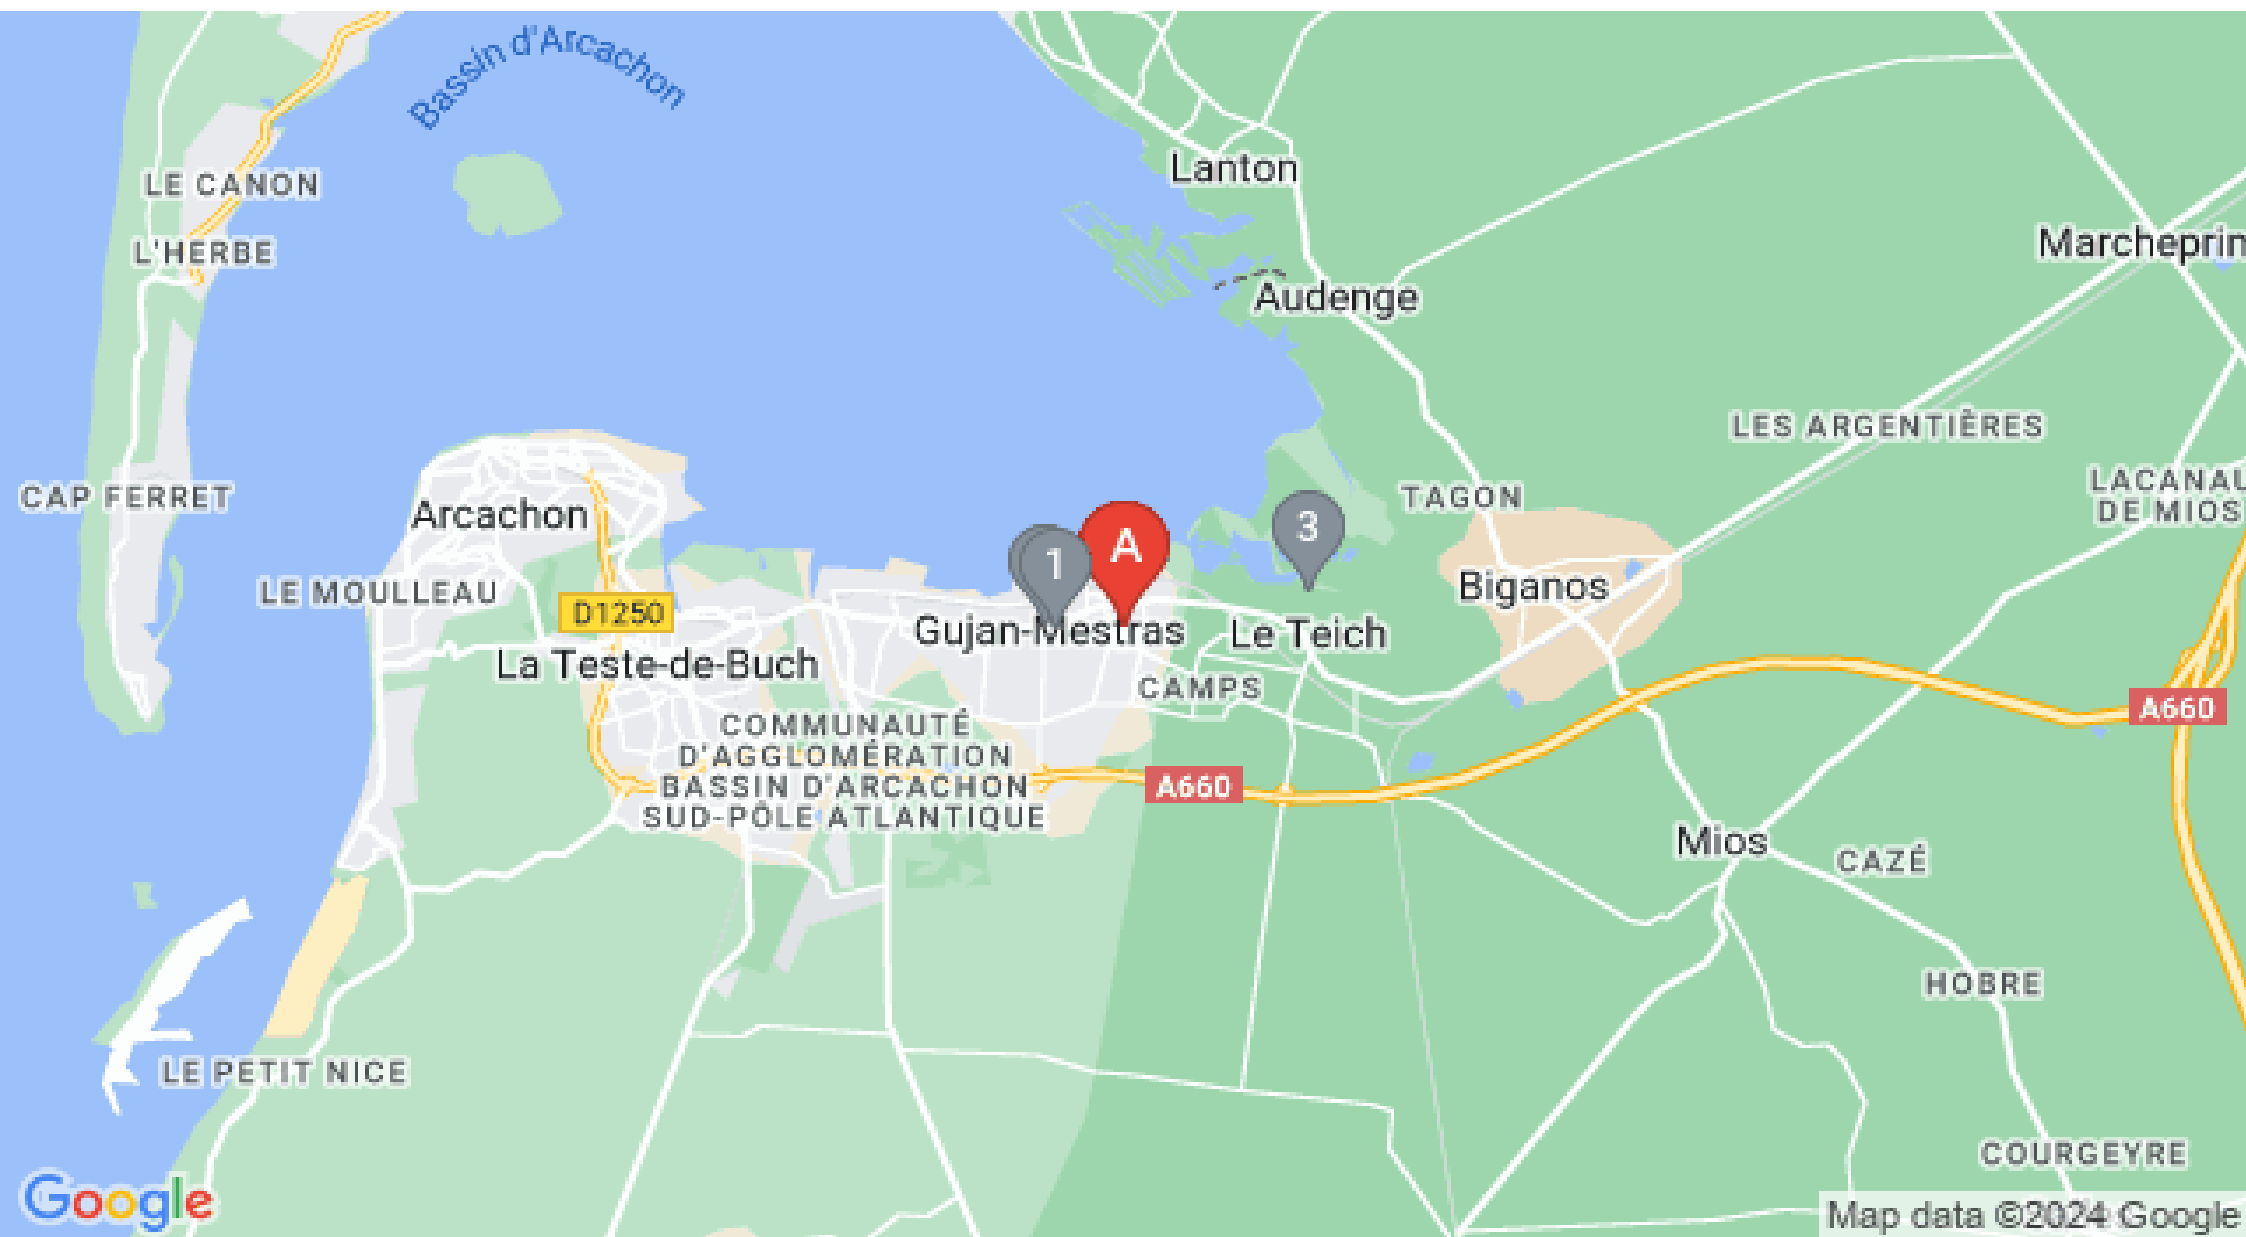 Bassin d'Arcachon
Lanton
LE CANON
L'HERBE
Marcheprim
Audenge
LES ARGENTIÈRES
CAP FERRET
TAGON
LACANAU
DE MIOS
Arcachon
A
1
3
LE MOULLEAU
D1250
Biganos
Gujan-Mestras
Le Teich
La Teste-de-Buch
CAMPS
A660
COMMUNAUTÉ
D'AGGLOMÉRATION
BASSIN D'ARCACHON
SUD-PÔLE ATLANTIQUE
A660
Mios
CAZÉ
HOBRE
LE PETIT NICE
COURGEYRE
Google
Map data ©2024 Google